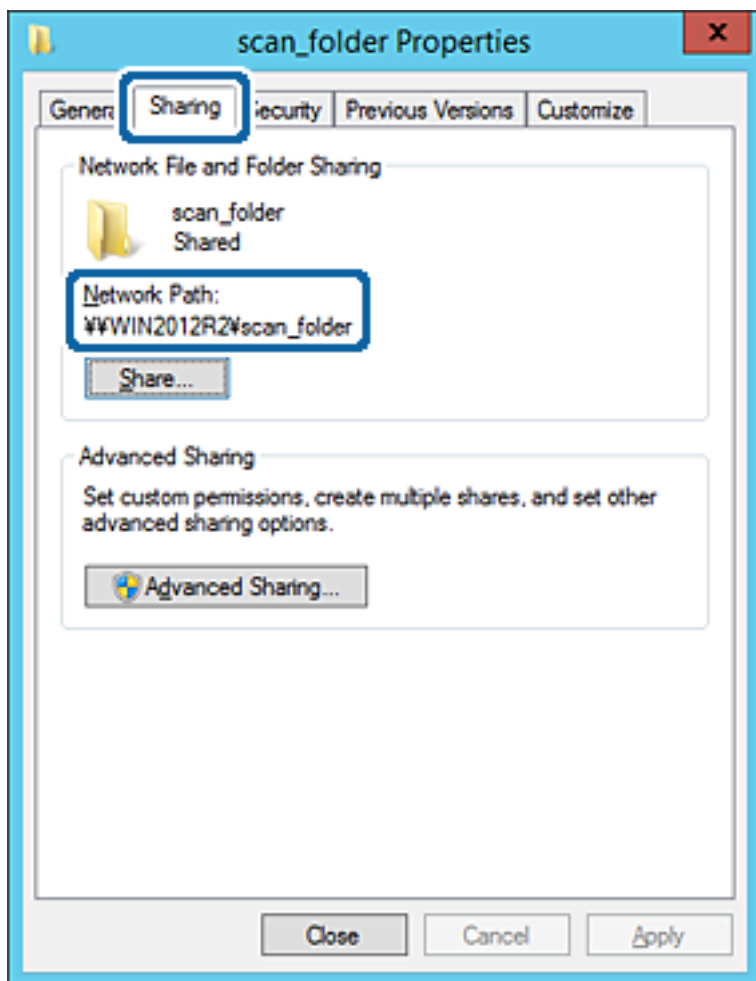 scan_folder Properties
x
Genera Sharing ecurity Previous Versions Customize
Network File and Folder Sharing
scan_folder
Shared
Network Path:
¥¥WIN2012R2¥scan_folder
Share...
Advanced Sharing
Set custom permissions, create multiple shares, and set other
advanced sharing options.
Advanced Sharing...
Close Cancel Apply